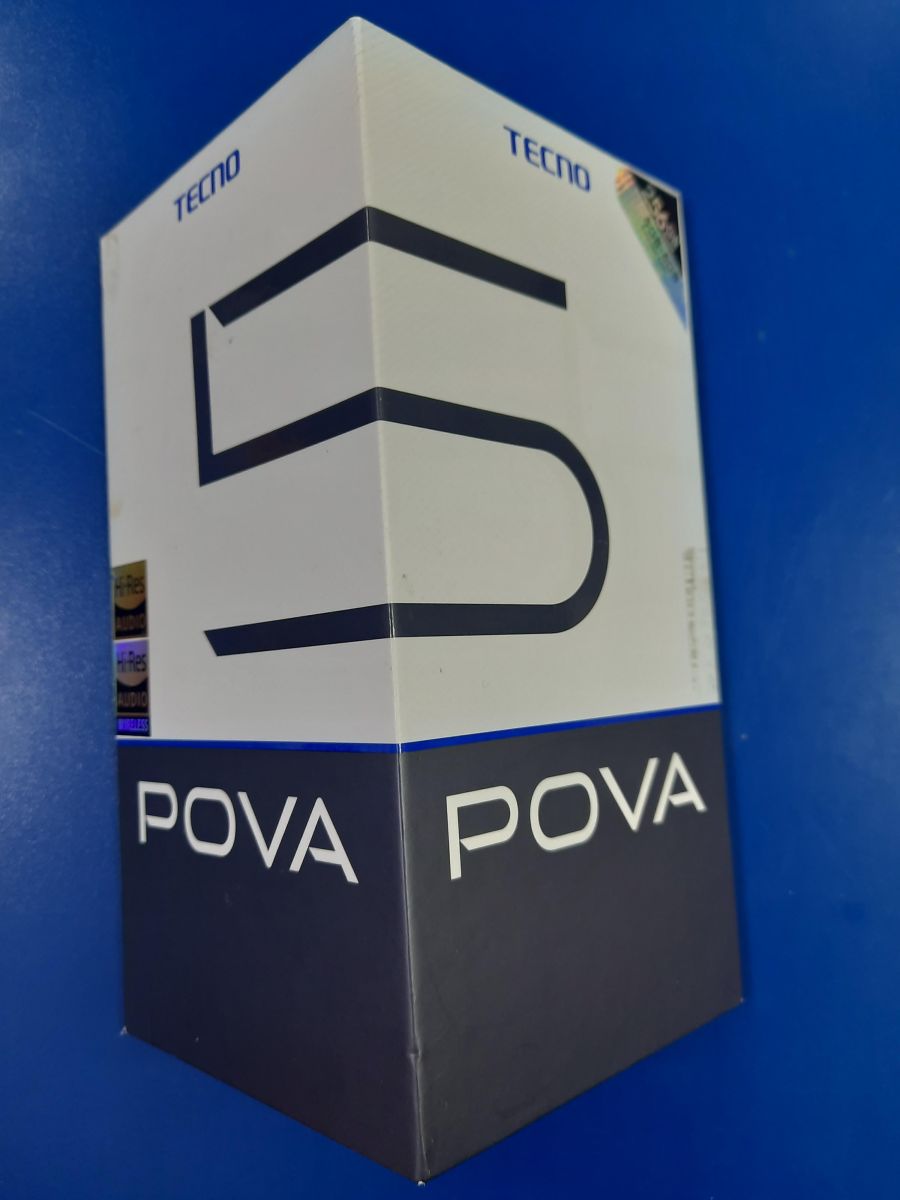 TECNO
TECNO
5
Hi-Res
AUDIO
Hi-Res
AUDIO
WIRELESS
POVA
POVA